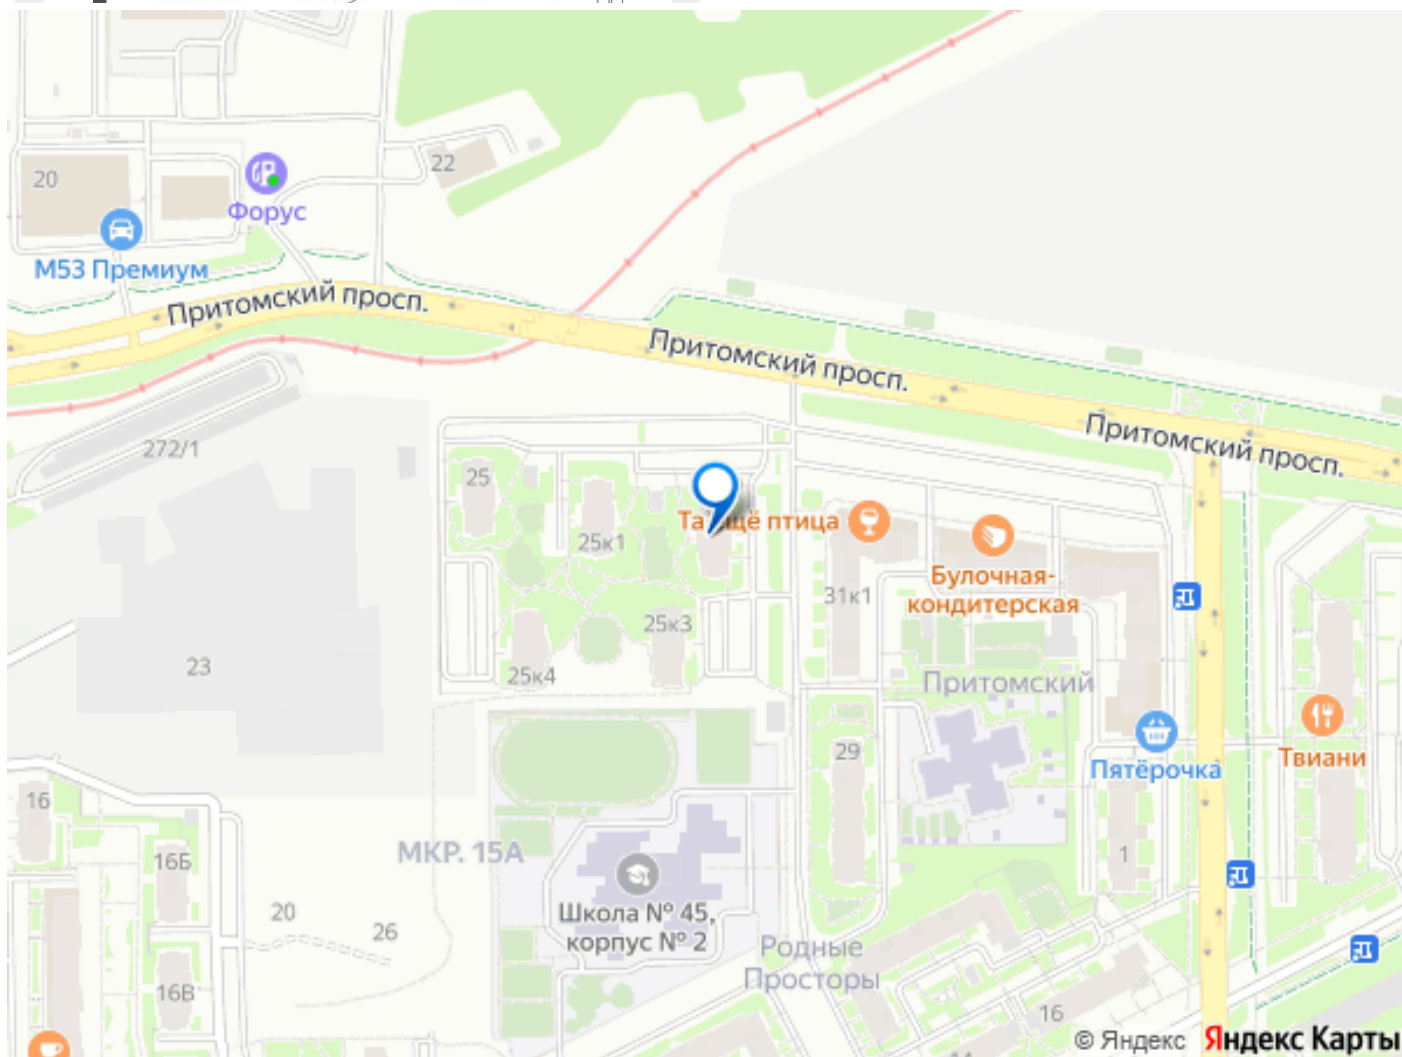 22
20
Форус
М53 Премиум
Притомский просп.
Притомский просп.
Притомский просп.
272/1
25
25к1
Та ещё птица
Булочная-
кондитерская
31к1
25к3
25к4
23
Притомский
29
Пятёрочка
Твиани
16
МКР. 15А
16Б
1
Школа № 45,
корпус № 2
20
26
Родные
Просторы
16В
16
© Яндекс Яндекс Карты